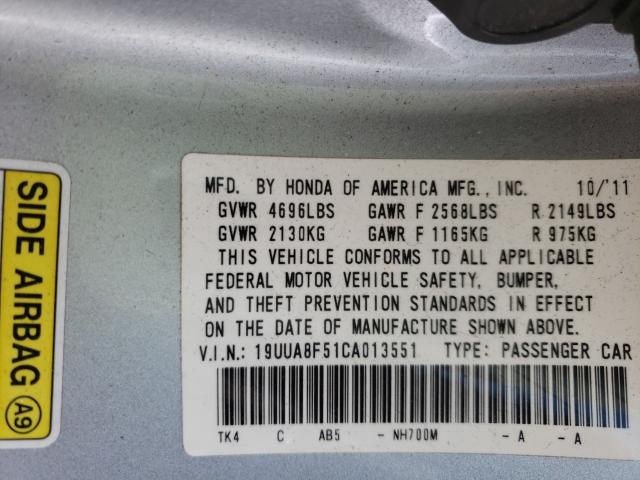 MFD. BY HONDA OF AMERICA MFG., INC. 10/'11
GVWR 4696LBS GAWR F 2568LBS R 2149LBS
GVWR 2130KG GAWR F 1165KG R 975KG
THIS VEHICLE CONFORMS TO ALL APPLICABLE
FEDERAL MOTOR VEHICLE SAFETY, BUMPER,
AND THEFT PREVENTION STANDARDS IN EFFECT
ON THE DATE OF MANUFACTURE SHOWN ABOVE.
V.I.N.: 19UUA8F51CA013551 TYPE: PASSENGER CAR
TK4 C AB5 - NH700M - A - A
SIDE AIRBAG A9